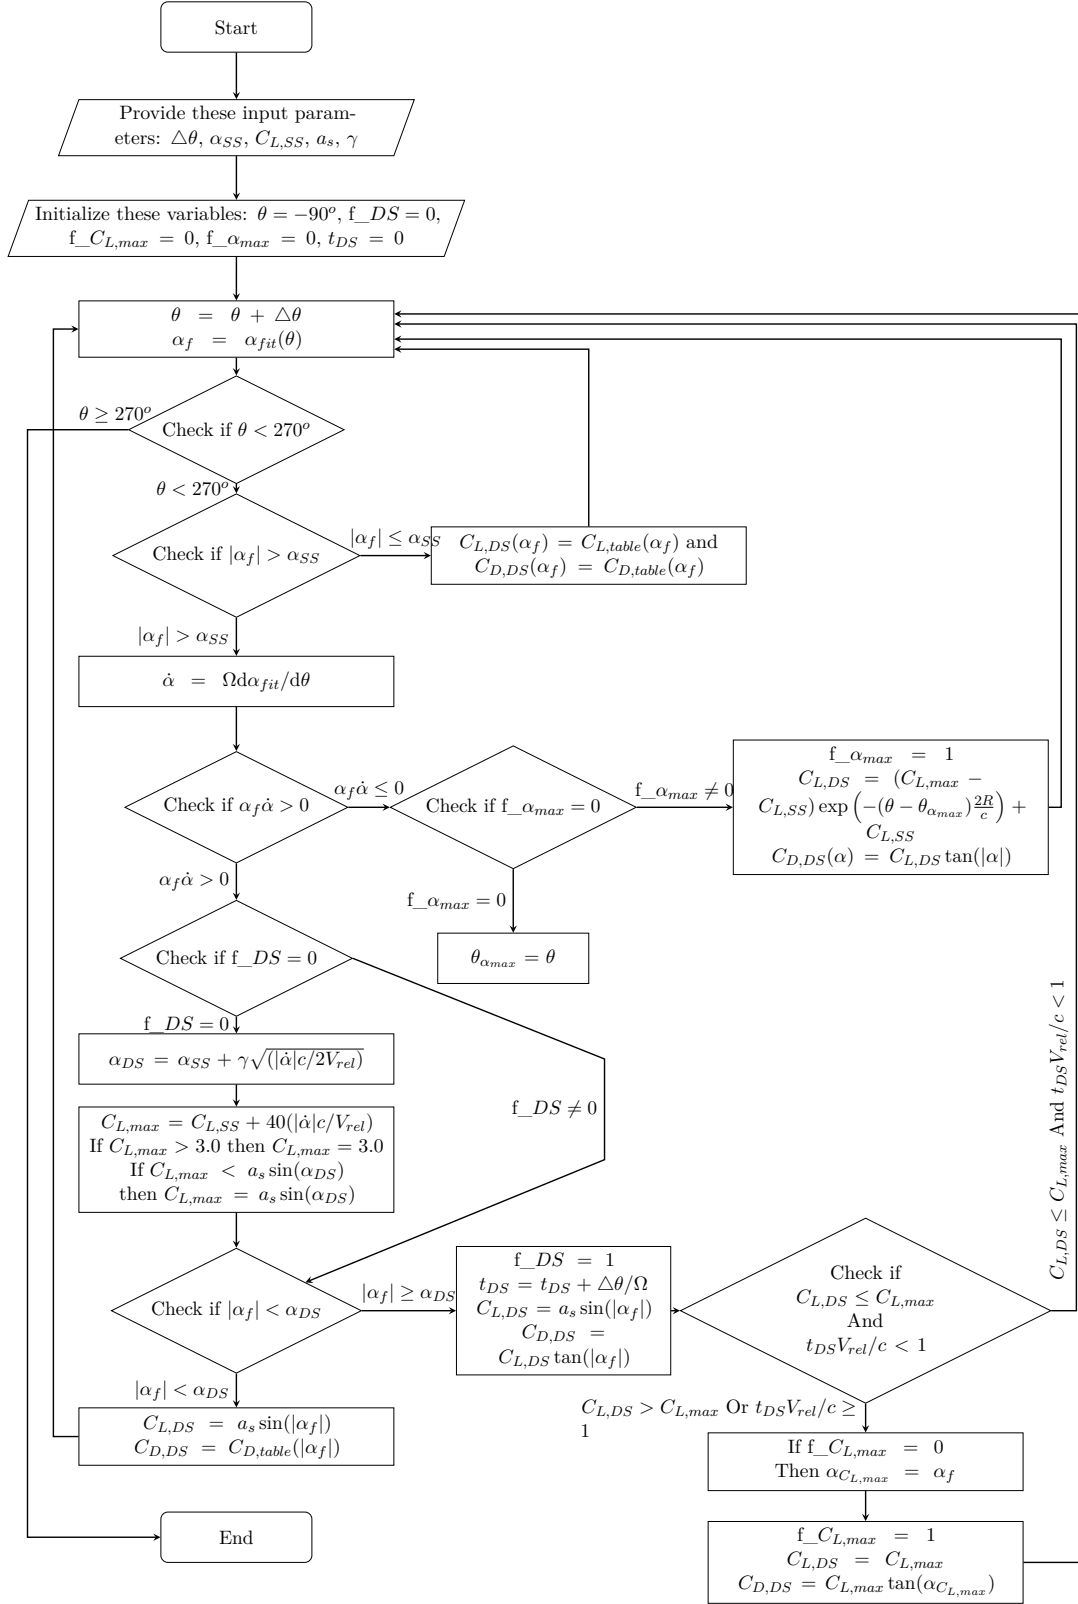 Start
Provide these input param-
eters: △θ, α_SS, C_L,SS, a_s, γ
Initialize these variables: θ = −90°, f_DS = 0,
f_C_L,max = 0, f_α_max = 0, t_DS = 0
θ = θ + △θ
α_f = α_fit(θ)
θ ≥ 270°
Check if θ < 270°
θ < 270°
Check if |α_f| > α_SS
|α_f| ≤ α_SS
C_L,DS(α_f) = C_L,table(α_f) and
C_D,DS(α_f) = C_D,table(α_f)
|α_f| > α_SS
α̇ = Ωdα_fit/dθ
Check if α_f α̇ > 0
α_f α̇ ≤ 0
Check if f_α_max = 0
f_α_max ≠ 0
f_α_max = 1
C_L,DS = (C_L,max −
C_L,SS) exp (−(θ − θ_α_max) 2R/c) +
C_L,SS
C_D,DS(α) = C_L,DS tan(|α|)
α_f α̇ > 0
f_α_max = 0
θ_α_max = θ
Check if f_DS = 0
f_DS = 0
α_DS = α_SS + γ√(|α̇|c/2V_rel)
f_DS ≠ 0
C_L,max = C_L,SS + 40(|α̇|c/V_rel)
If C_L,max > 3.0 then C_L,max = 3.0
If C_L,max < a_s sin(α_DS)
then C_L,max = a_s sin(α_DS)
Check if |α_f| < α_DS
|α_f| ≥ α_DS
f_DS = 1
t_DS = t_DS + △θ/Ω
C_L,DS = a_s sin(|α_f|)
C_D,DS =
C_L,DS tan(|α_f|)
Check if
C_L,DS ≤ C_L,max
And
t_DS V_rel/c < 1
C_L,DS ≤ C_L,max And t_DS V_rel/c < 1
|α_f| < α_DS
C_L,DS = a_s sin(|α_f|)
C_D,DS = C_D,table(|α_f|)
C_L,DS > C_L,max Or t_DS V_rel/c ≥
1
If f_C_L,max = 0
Then α_C_L,max = α_f
f_C_L,max = 1
C_L,DS = C_L,max
C_D,DS = C_L,max tan(α_C_L,max)
End